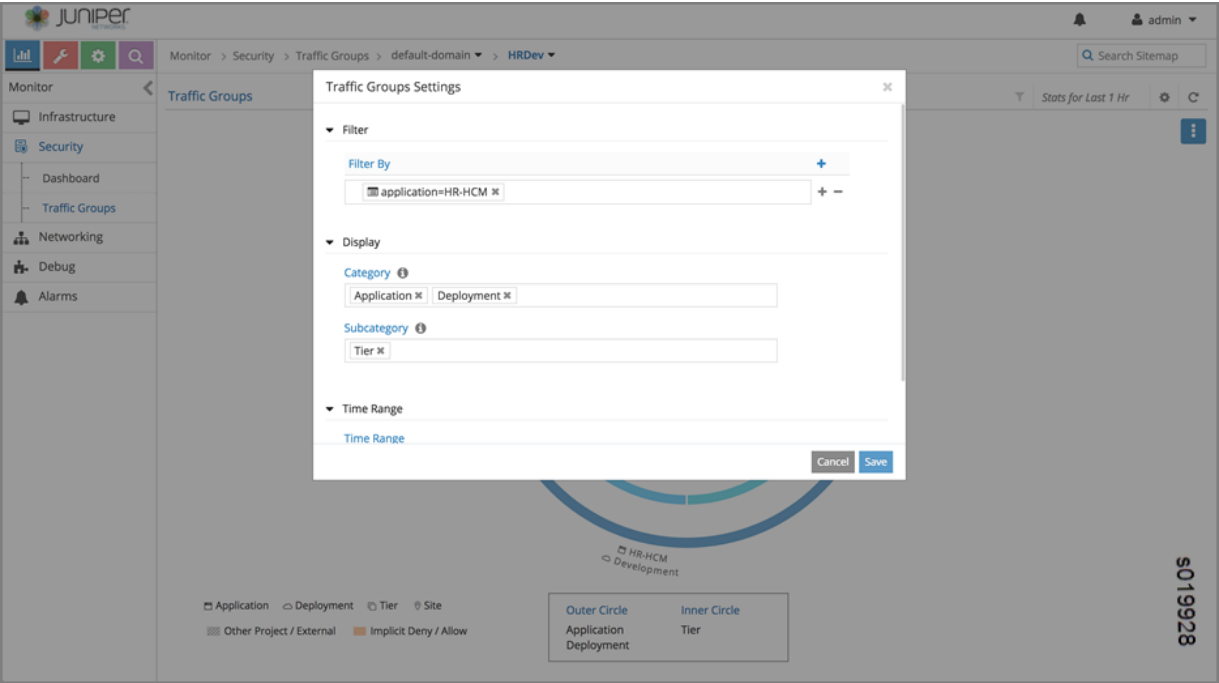 JUNIPER
NETWORKS
admin
Monitor > Security > Traffic Groups > default-domain > HRDev
Search Sitemap
Monitor
Infrastructure
Security
Dashboard
Traffic Groups
Networking
Debug
Alarms
Traffic Groups
Stats for Last 1 Hr
Traffic Groups Settings
Filter
Filter By
application=HR-HCM
Display
Category
Application
Deployment
Subcategory
Tier
Time Range
Time Range
Cancel
Save
HR-HCM
Development
Application Deployment Tier Site
Other Project / External Implicit Deny / Allow
Outer Circle Inner Circle
Application Tier
Deployment
s019928